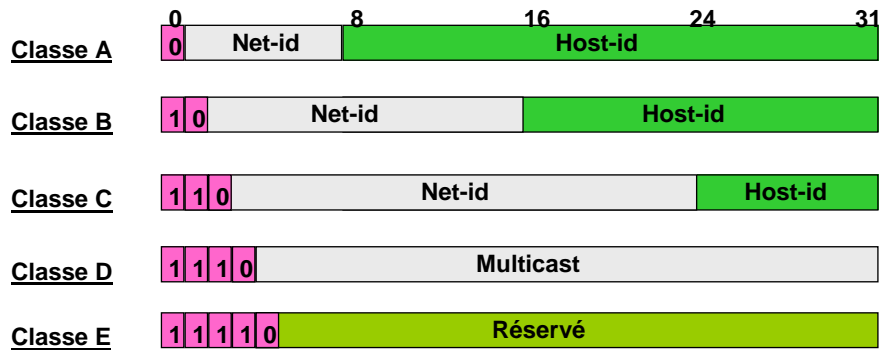 0 8 16 24 31
Classe A 0 Net-id Host-id
Classe B 1 0 Net-id Host-id
Classe C 1 1 0 Net-id Host-id
Classe D 1 1 1 0 Multicast
Classe E 1 1 1 1 0 Réservé